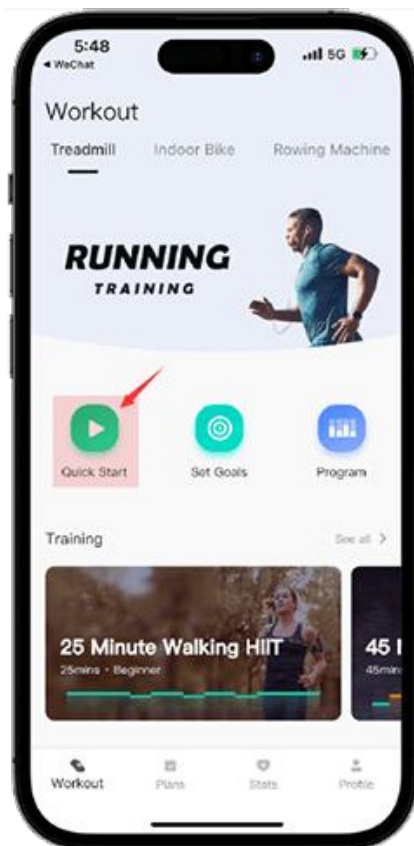 5:48
5G
WeChat
Workout
Treadmill Indoor Bike Rowing Machine
RUNNING
TRAINING
Quick Start Set Goals Program
Training See all >
25 Minute Walking HIIT
25mins • Beginner
45
45min
Workout Plans Stats Profile